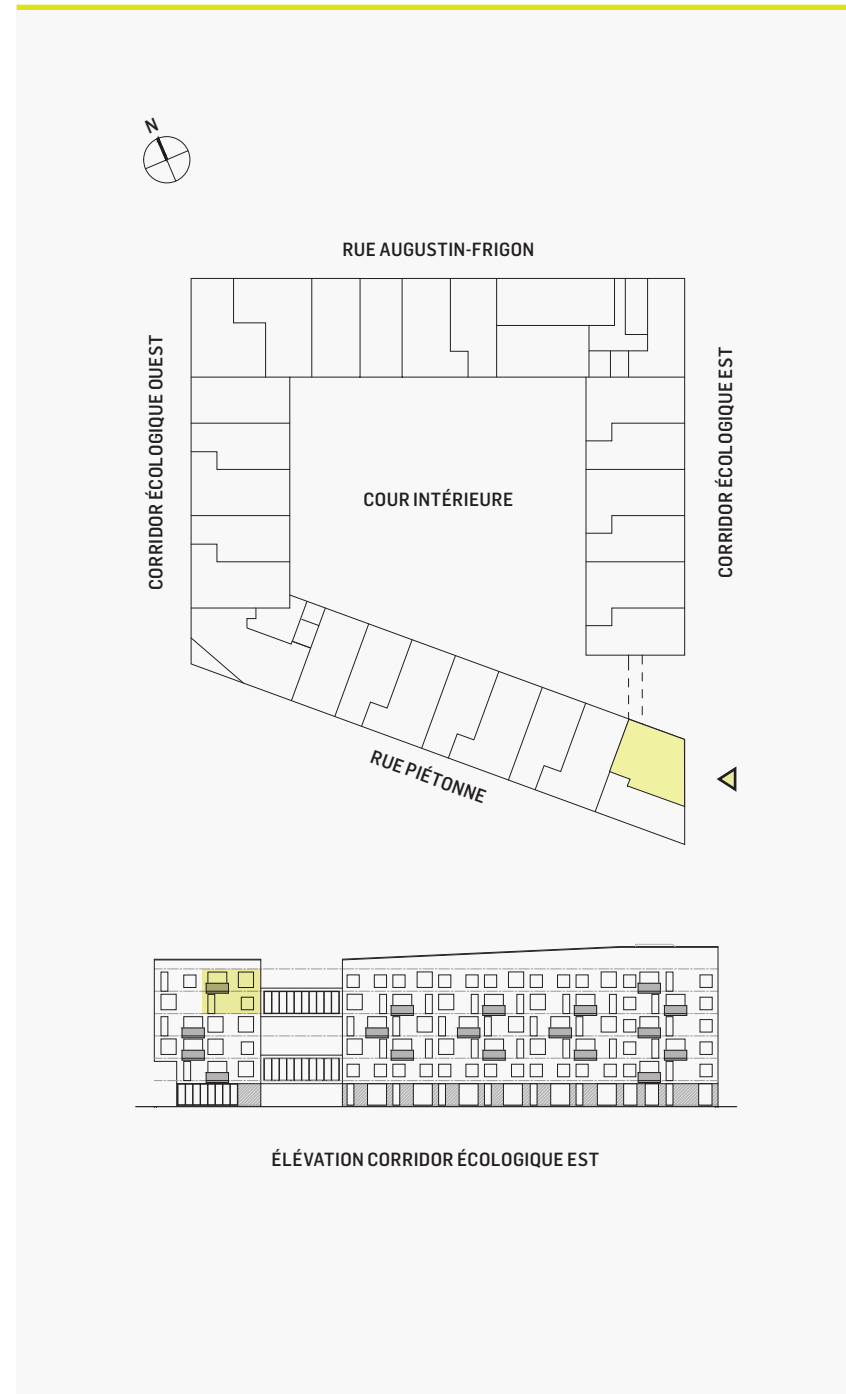 N
RUE AUGUSTIN-FRIGON
CORRIDOR ÉCOLOGIQUE OUEST
CORRIDOR ÉCOLOGIQUE EST
COUR INTÉRIEURE
RUE PIÉTONNE
ÉLÉVATION CORRIDOR ÉCOLOGIQUE EST